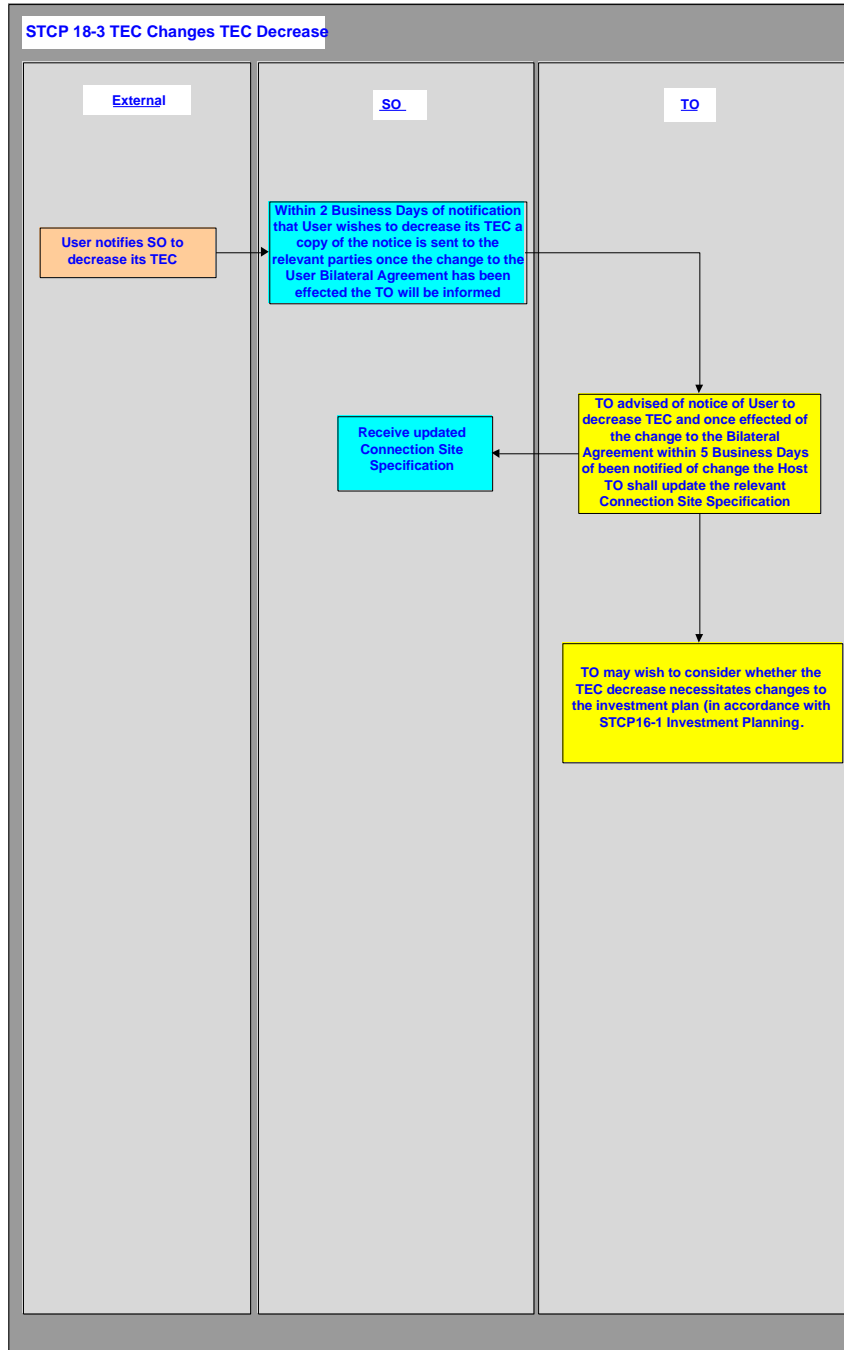 STCP 18-3 TEC Changes TEC Decrease
External
SO
TO
User notifies SO to
decrease its TEC
Within 2 Business Days of notification
that User wishes to decrease its TEC a
copy of the notice is sent to the
relevant parties once the change to the
User Bilateral Agreement has been
effected the TO will be informed
TO advised of notice of User to
decrease TEC and once effected of
the change to the Bilateral
Agreement within 5 Business Days
of been notified of change the Host
TO shall update the relevant
Connection Site Specification
Receive updated
Connection Site
Specification
TO may wish to consider whether the
TEC decrease necessitates changes to
the investment plan (in accordance with
STCP16-1 Investment Planning.